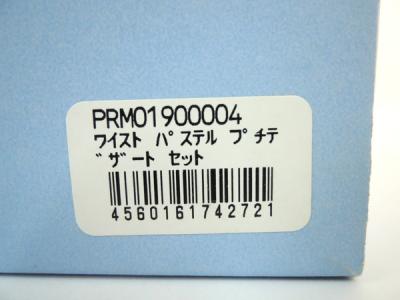 PRM01900004
ﾜｲｽﾄ ﾊﾟｽﾃﾙ ﾌﾟﾁﾃ
ﾞｻﾞｰﾄ ｾｯﾄ
4560161742721